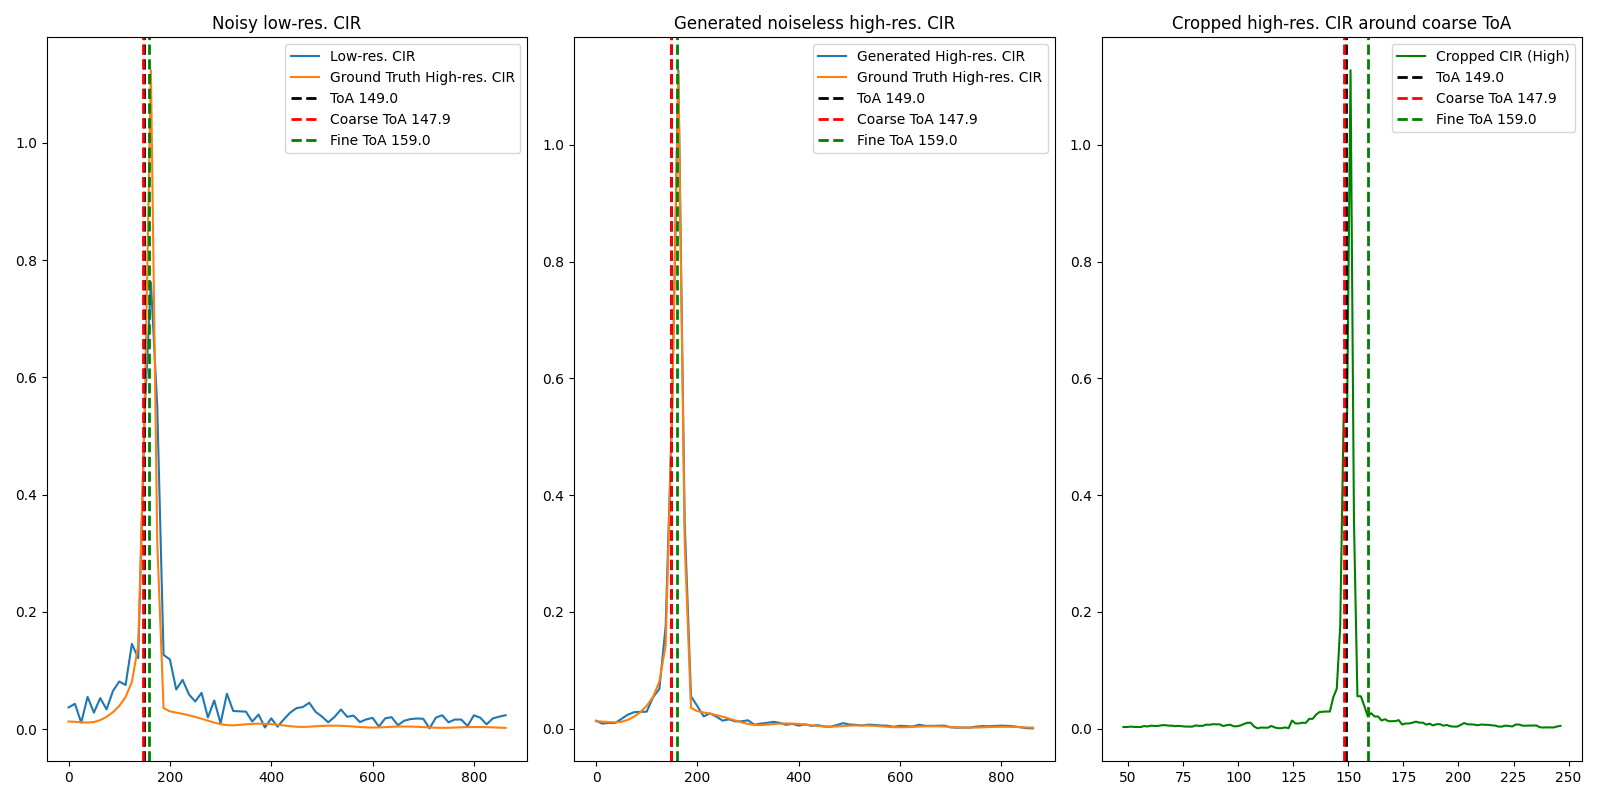 Noisy low-res. CIR
Low-res. CIR
Ground Truth High-res. CIR
ToA 149.0
Coarse ToA 147.9
Fine ToA 159.0
1.0
0.8
0.6
0.4
0.2
0.0
0 200 400 600 800
Generated noiseless high-res. CIR
Generated High-res. CIR
Ground Truth High-res. CIR
ToA 149.0
Coarse ToA 147.9
Fine ToA 159.0
1.0
0.8
0.6
0.4
0.2
0.0
0 200 400 600 800
Cropped high-res. CIR around coarse ToA
Cropped CIR (High)
ToA 149.0
Coarse ToA 147.9
Fine ToA 159.0
1.0
0.8
0.6
0.4
0.2
0.0
50 75 100 125 150 175 200 225 250